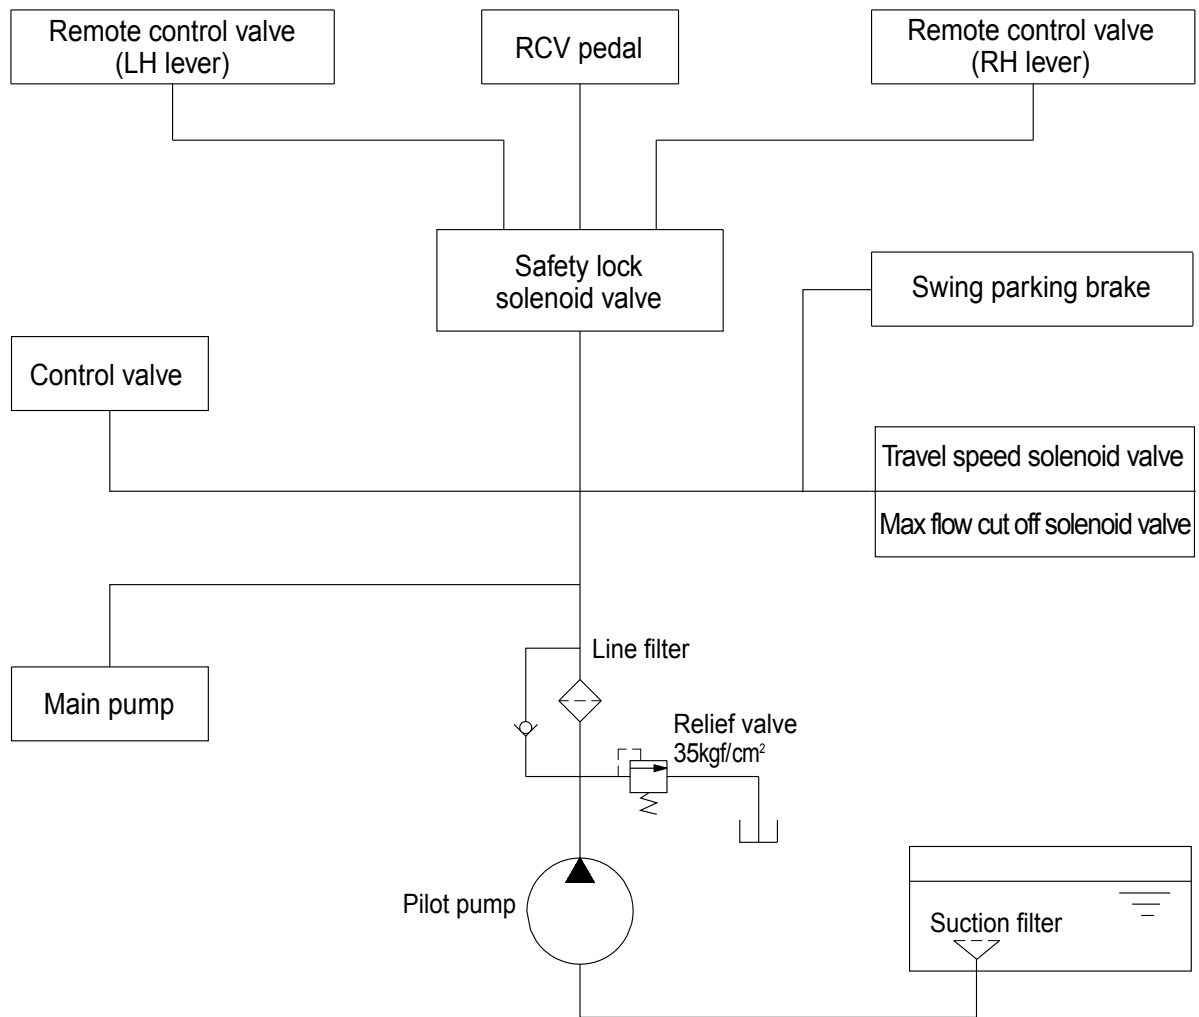 Remote control valve
(LH lever)
RCV pedal
Remote control valve
(RH lever)
Safety lock
solenoid valve
Swing parking brake
Control valve
Travel speed solenoid valve
Max flow cut off solenoid valve
Line filter
Main pump
Relief valve
35kgf/cm²
Pilot pump
Suction filter